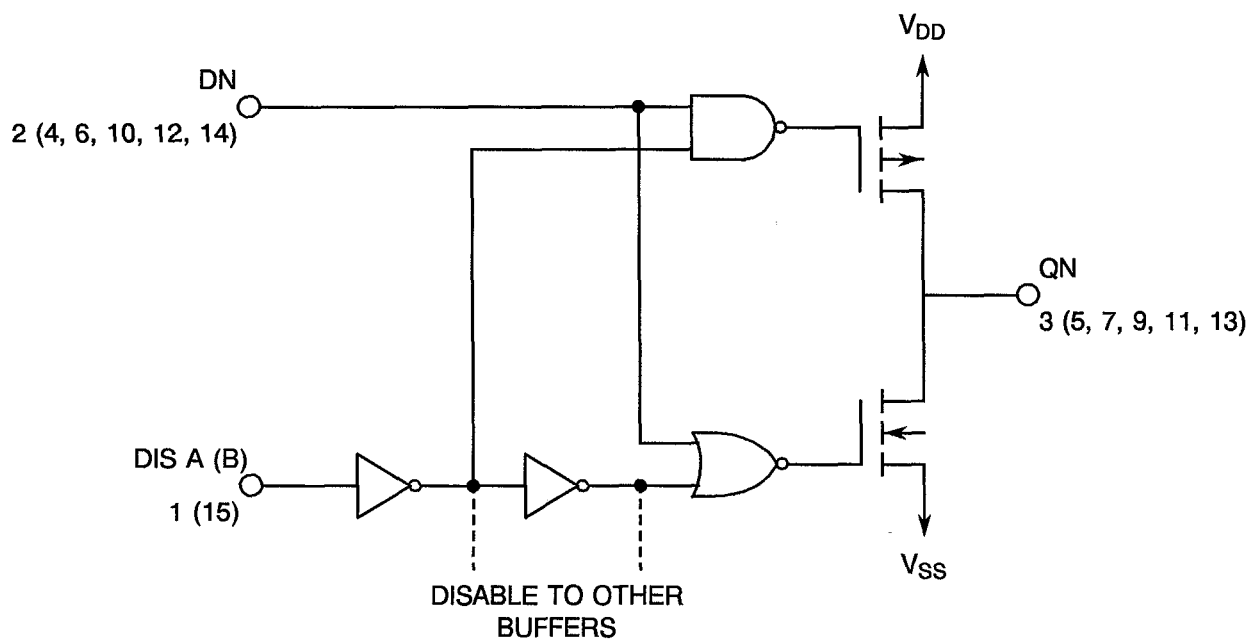 V_DD
DN
2 (4, 6, 10, 12, 14)
QN
3 (5, 7, 9, 11, 13)
DIS A (B)
1 (15)
V_SS
DISABLE TO OTHER
BUFFERS